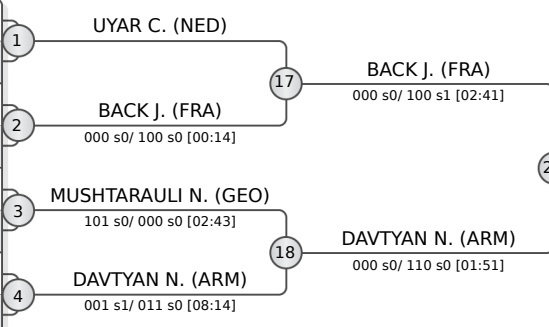 UYAR C. (NED)
1
17
BACK J. (FRA)
000 s0/ 100 s1 [02:41]
BACK J. (FRA)
2
000 s0/ 100 s0 [00:14]
MUSHTARAULI N. (GEO)
3
101 s0/ 000 s0 [02:43]
18
DAVTYAN N. (ARM)
000 s0/ 110 s0 [01:51]
DAVTYAN N. (ARM)
4
001 s1/ 011 s0 [08:14]